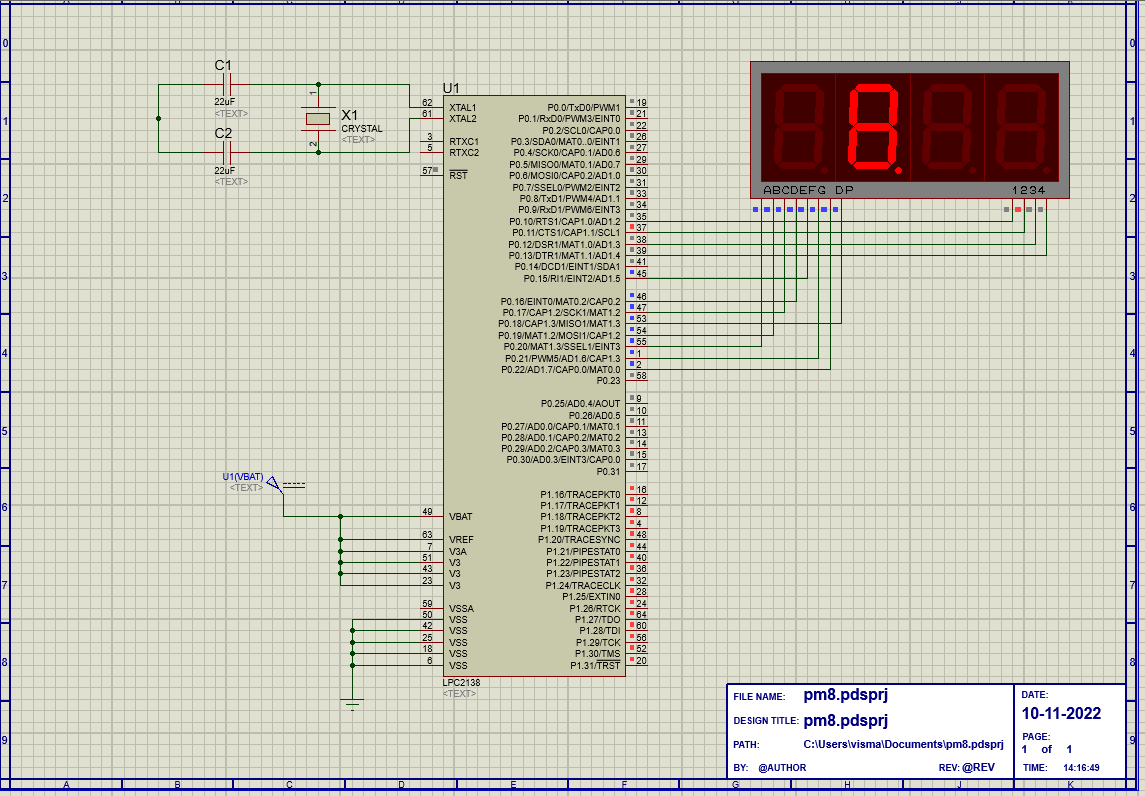 C1
22uF
<TEXT>
C2
22uF
<TEXT>
1
2
X1
CRYSTAL
<TEXT>
U1
62 XTAL1
61 XTAL2
3 RTXC1
5 RTXC2
57 RST
49 VBAT
63 VREF
7 V3A
51 V3
43 V3
23 V3
59 VSSA
50 VSS
42 VSS
25 VSS
18 VSS
6 VSS
P0.0/TxD0/PWM1 19
P0.1/RxD0/PWM3/EINT0 21
P0.2/SCL0/CAP0.0 22
P0.3/SDA0/MAT0..0/EINT1 26
P0.4/SCK0/CAP0.1/AD0.6 27
P0.5/MISO0/MAT0.1/AD0.7 29
P0.6/MOSI0/CAP0.2/AD1.0 30
P0.7/SSEL0/PWM2/EINT2 31
P0.8/TxD1/PWM4/AD1.1 33
P0.9/RxD1/PWM6/EINT3 34
P0.10/RTS1/CAP1.0/AD1.2 35
P0.11/CTS1/CAP1.1/SCL1 37
P0.12/DSR1/MAT1.0/AD1.3 38
P0.13/DTR1/MAT1.1/AD1.4 39
P0.14/DCD1/EINT1/SDA1 41
P0.15/RI1/EINT2/AD1.5 45
P0.16/EINT0/MAT0.2/CAP0.2 46
P0.17/CAP1.2/SCK1/MAT1.2 47
P0.18/CAP1.3/MISO1/MAT1.3 53
P0.19/MAT1.2/MOSI1/CAP1.2 54
P0.20/MAT1.3/SSEL1/EINT3 55
P0.21/PWM5/AD1.6/CAP1.3 1
P0.22/AD1.7/CAP0.0/MAT0.0 2
P0.23 58
P0.25/AD0.4/AOUT 9
P0.26/AD0.5 10
P0.27/AD0.0/CAP0.1/MAT0.1 11
P0.28/AD0.1/CAP0.2/MAT0.2 13
P0.29/AD0.2/CAP0.3/MAT0.3 14
P0.30/AD0.3/EINT3/CAP0.0 15
P0.31 17
P1.16/TRACEPKT0 16
P1.17/TRACEPKT1 12
P1.18/TRACEPKT2 8
P1.19/TRACEPKT3 4
P1.20/TRACESYNC 48
P1.21/PIPESTAT0 44
P1.22/PIPESTAT1 40
P1.23/PIPESTAT2 36
P1.24/TRACECLK 32
P1.25/EXTIN0 28
P1.26/RTCK 24
P1.27/TDO 64
P1.28/TDI 60
P1.29/TCK 56
P1.30/TMS 52
P1.31/TRST 20
LPC2138
<TEXT>
U1(VBAT)
<TEXT>
8.
ABCDEFG DP 1234
FILE NAME: pm8.pdsprj
DESIGN TITLE: pm8.pdsprj
PATH: C:\Users\visma\Documents\pm8.pdsprj
BY: @AUTHOR REV: @REV
DATE:
10-11-2022
PAGE:
1 of 1
TIME: 14:16:49
0
1
2
3
4
5
6
7
8
9
0
1
2
3
4
5
6
7
8
9
A B C D E F G H J K